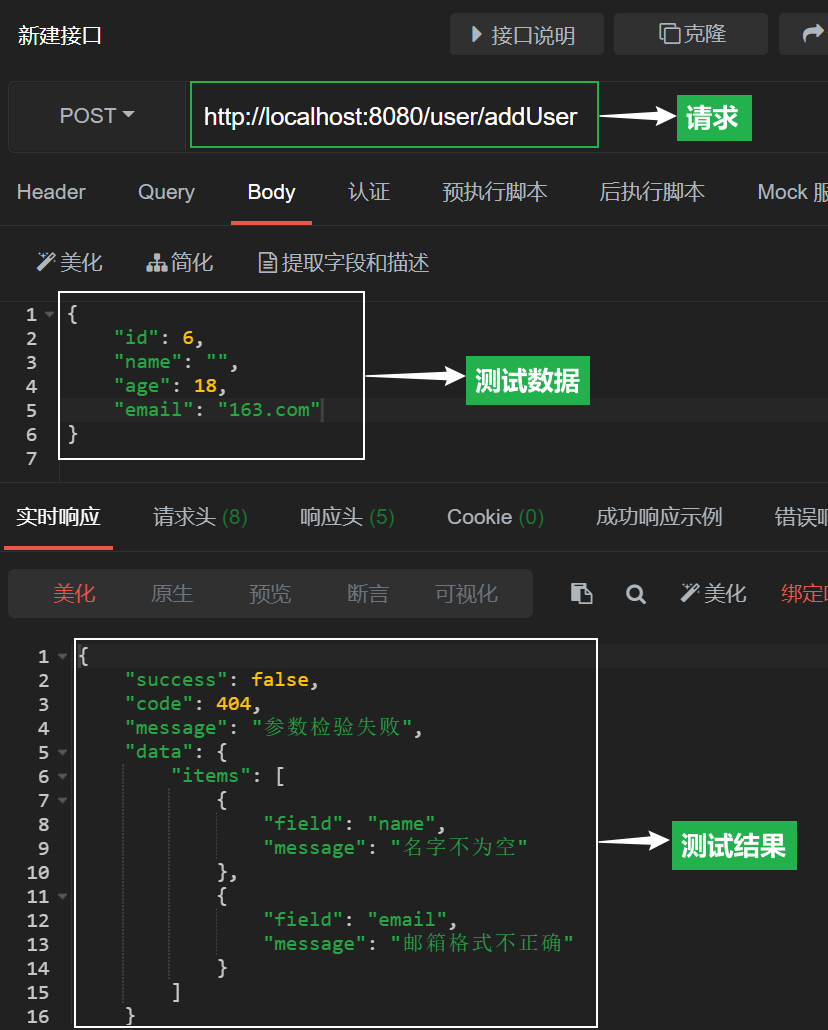 新建接口 接口说明 克隆
POST http://localhost:8080/user/addUser 请求
Header Query Body 认证 预执行脚本 后执行脚本 Mock 服
美化 简化 提取字段和描述
1 {
2 "id": 6,
3 "name": "",
4 "age": 18,
5 "email": "163.com"
6 }
7
测试数据
实时响应 请求头 (8) 响应头 (5) Cookie (0) 成功响应示例 错误响
美化 原生 预览 断言 可视化 美化 绑定响
1 {
2 "success": false,
3 "code": 404,
4 "message": "参数检验失败",
5 "data": {
6 "items": [
7 {
8 "field": "name",
9 "message": "名字不为空"
10 },
11 {
12 "field": "email",
13 "message": "邮箱格式不正确"
14 }
15 ]
16 }
测试结果